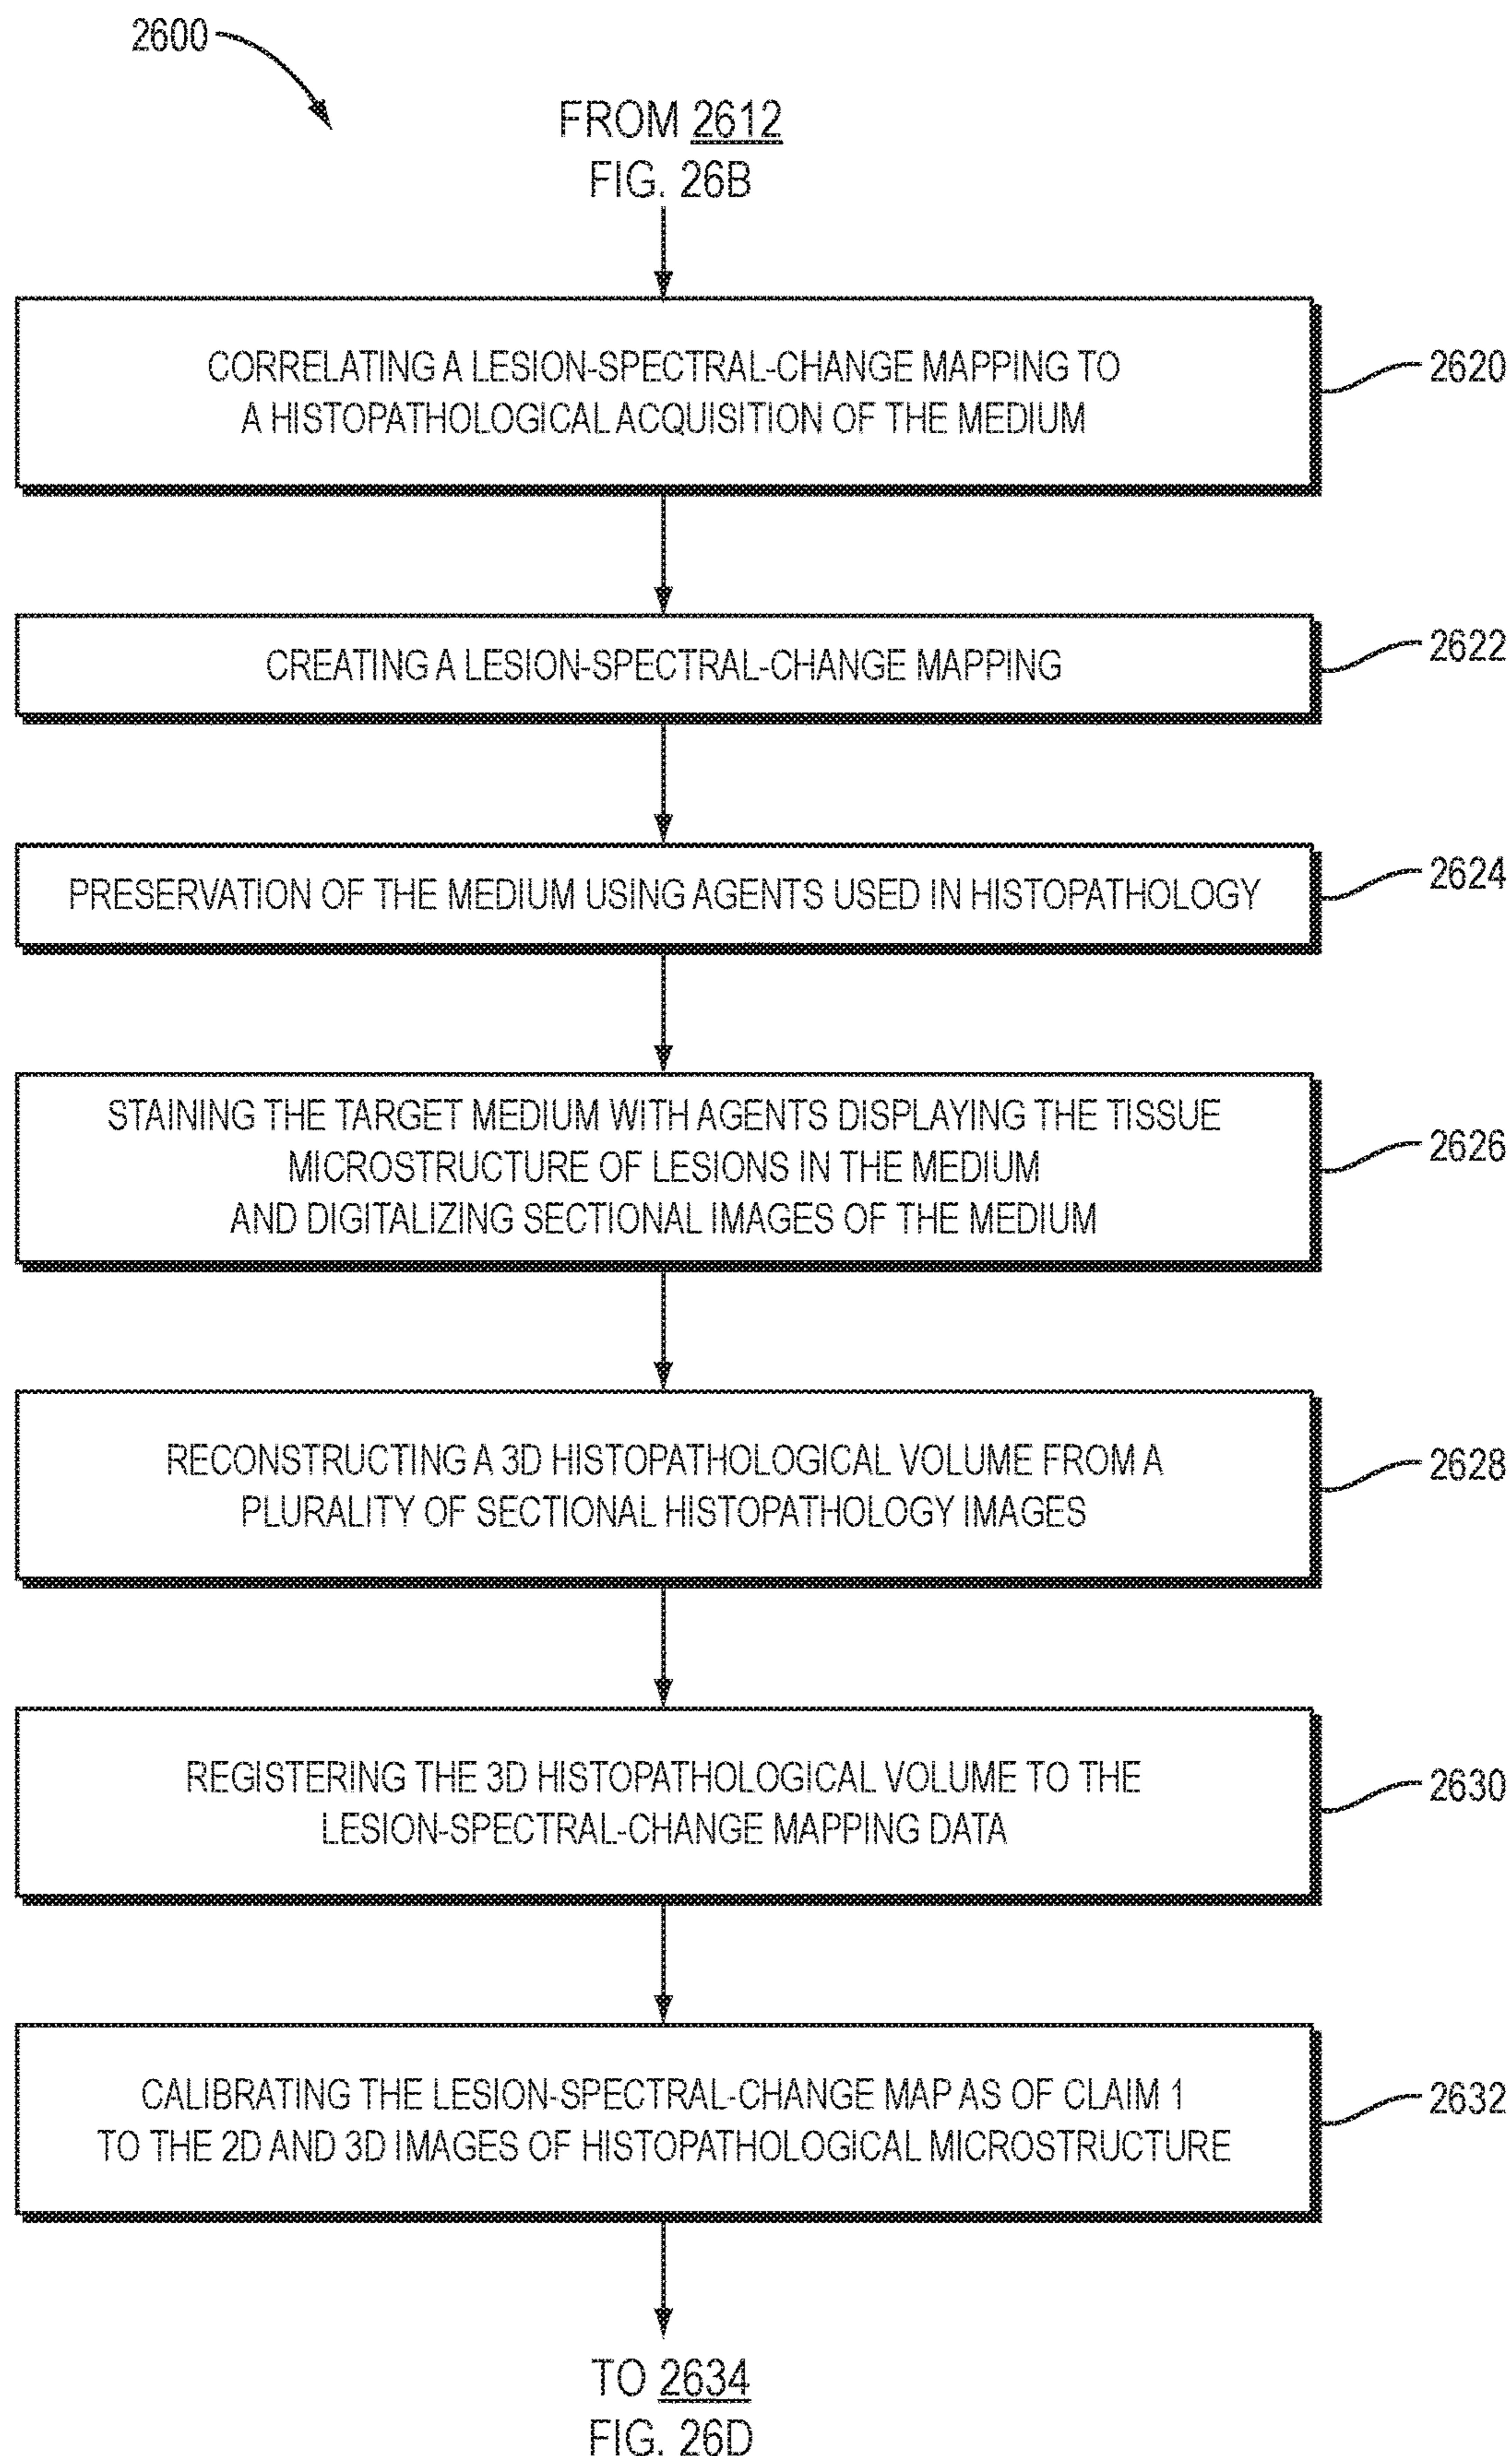 2600
FROM 2612
FIG. 26B
CORRELATING A LESION-SPECTRAL-CHANGE MAPPING TO
A HISTOPATHOLOGICAL ACQUISITION OF THE MEDIUM
2620
CREATING A LESION-SPECTRAL-CHANGE MAPPING
2622
PRESERVATION OF THE MEDIUM USING AGENTS USED IN HISTOPATHOLOGY
2624
STAINING THE TARGET MEDIUM WITH AGENTS DISPLAYING THE TISSUE
MICROSTRUCTURE OF LESIONS IN THE MEDIUM
AND DIGITALIZING SECTIONAL IMAGES OF THE MEDIUM
2626
RECONSTRUCTING A 3D HISTOPATHOLOGICAL VOLUME FROM A
PLURALITY OF SECTIONAL HISTOPATHOLOGY IMAGES
2628
REGISTERING THE 3D HISTOPATHOLOGICAL VOLUME TO THE
LESION-SPECTRAL-CHANGE MAPPING DATA
2630
CALIBRATING THE LESION-SPECTRAL-CHANGE MAP AS OF CLAIM 1
TO THE 2D AND 3D IMAGES OF HISTOPATHOLOGICAL MICROSTRUCTURE
2632
TO 2634
FIG. 26D